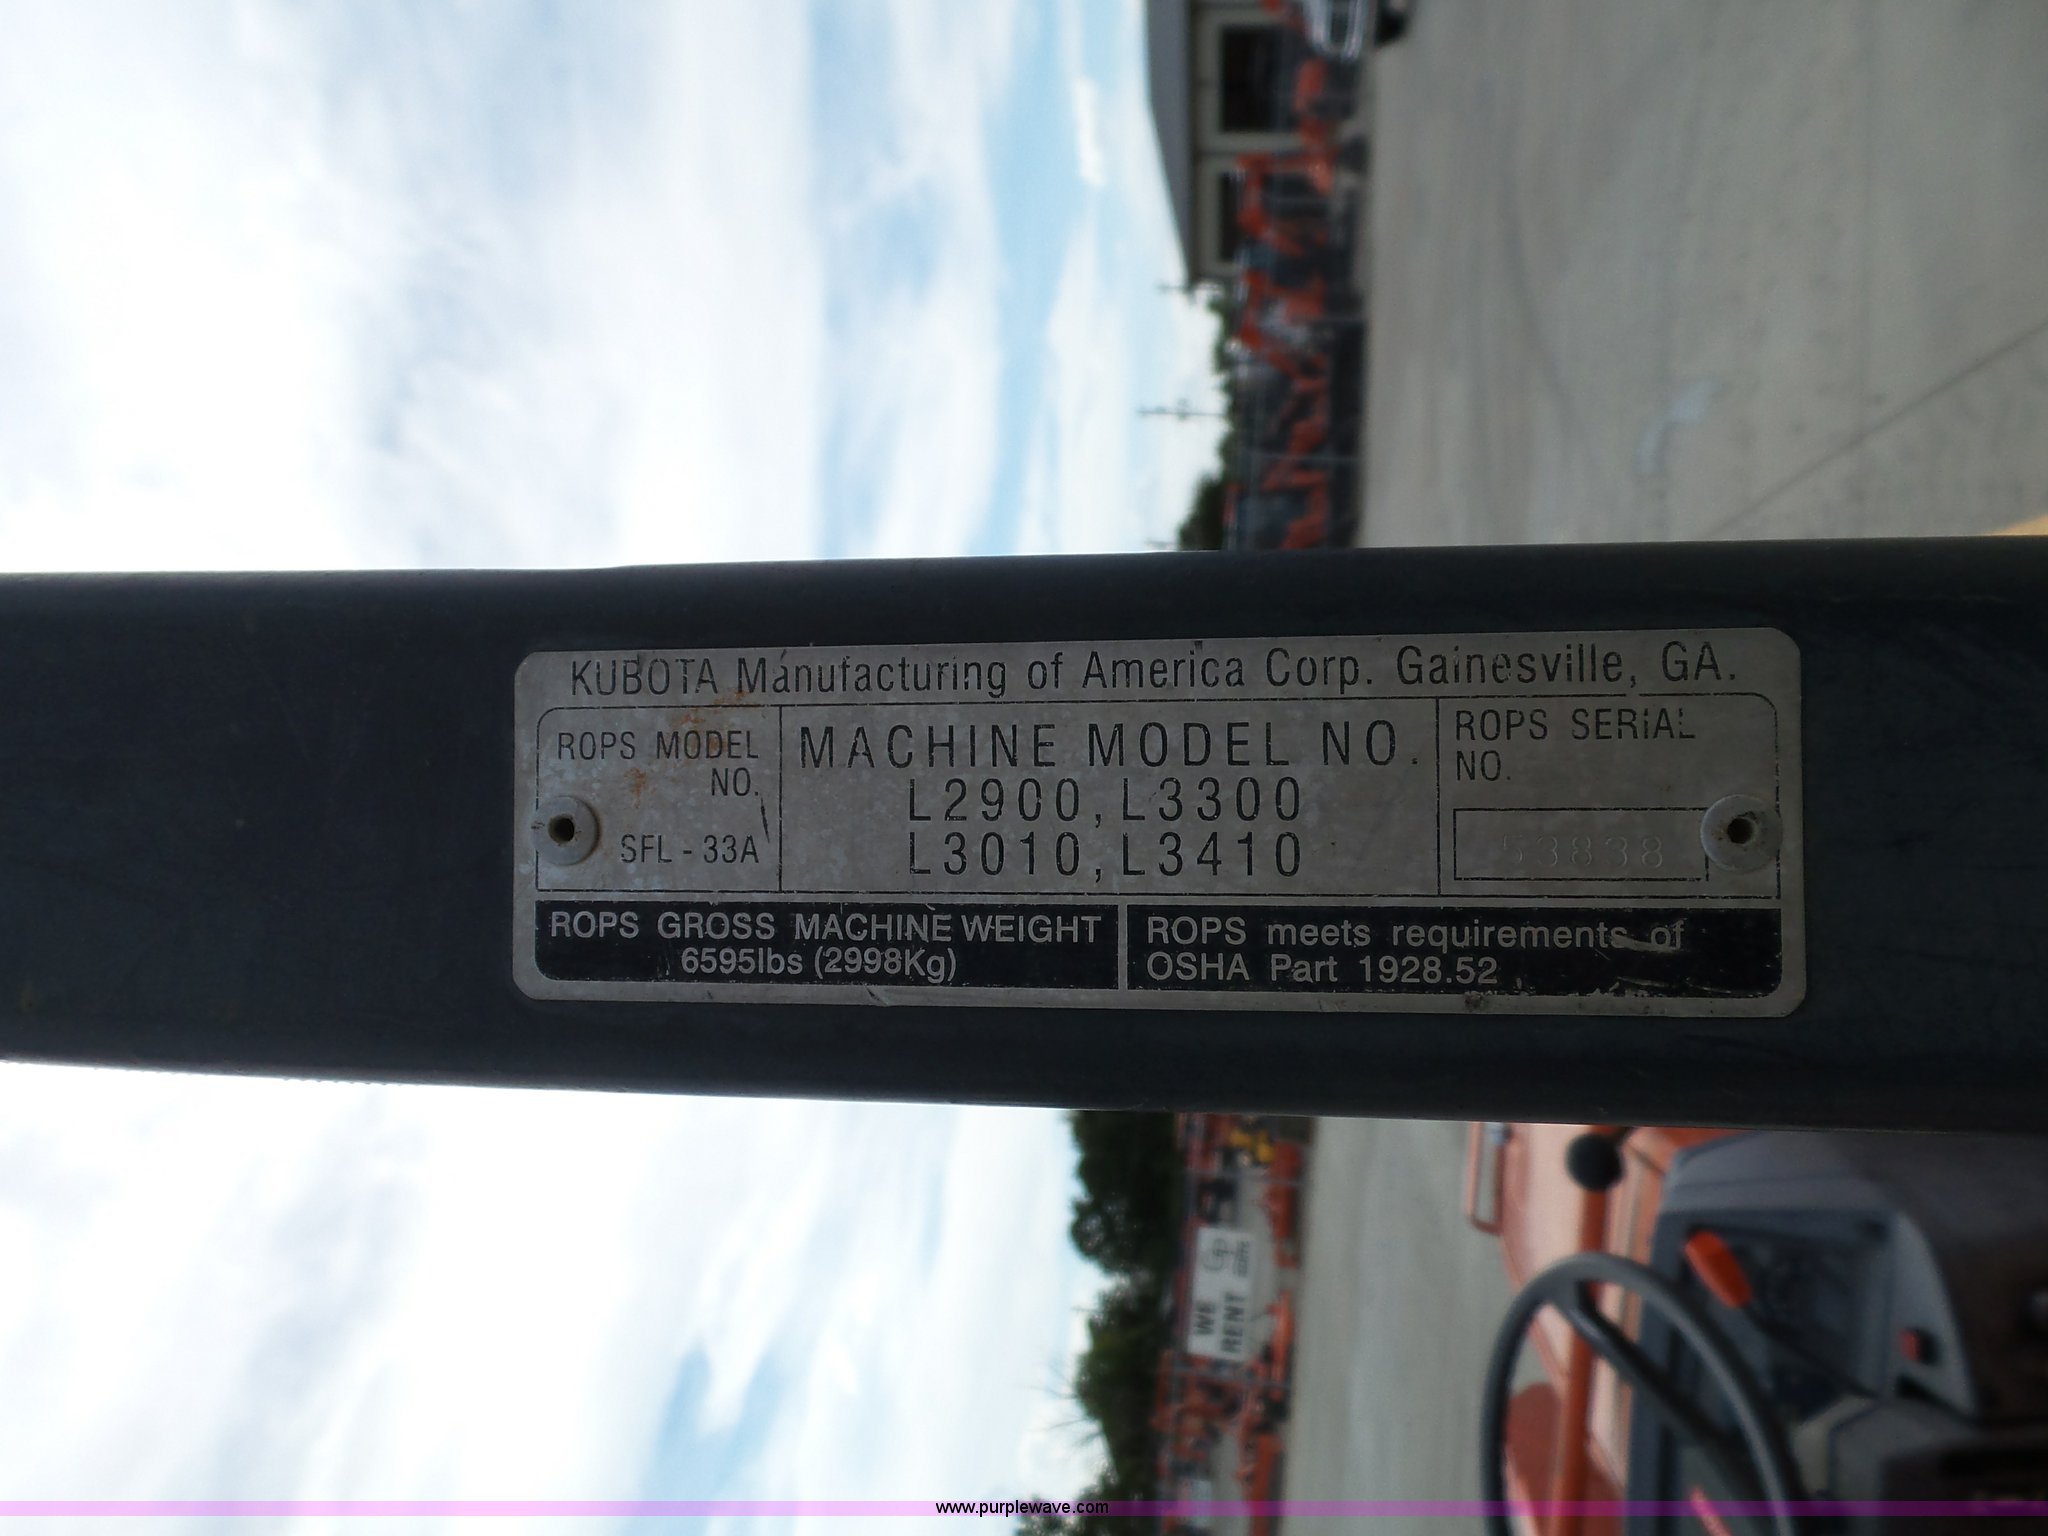 KUBOTA Manufacturing of America Corp. Gainesville, GA.
ROPS MODEL
NO.
SFL - 33A
MACHINE MODEL NO.
L2900, L3300
L3010, L3410
ROPS SERIAL
NO.
53838
ROPS GROSS MACHINE WEIGHT
6595lbs (2998Kg)
ROPS meets requirements of
OSHA Part 1928.52
WE
RENT
www.purplewave.com